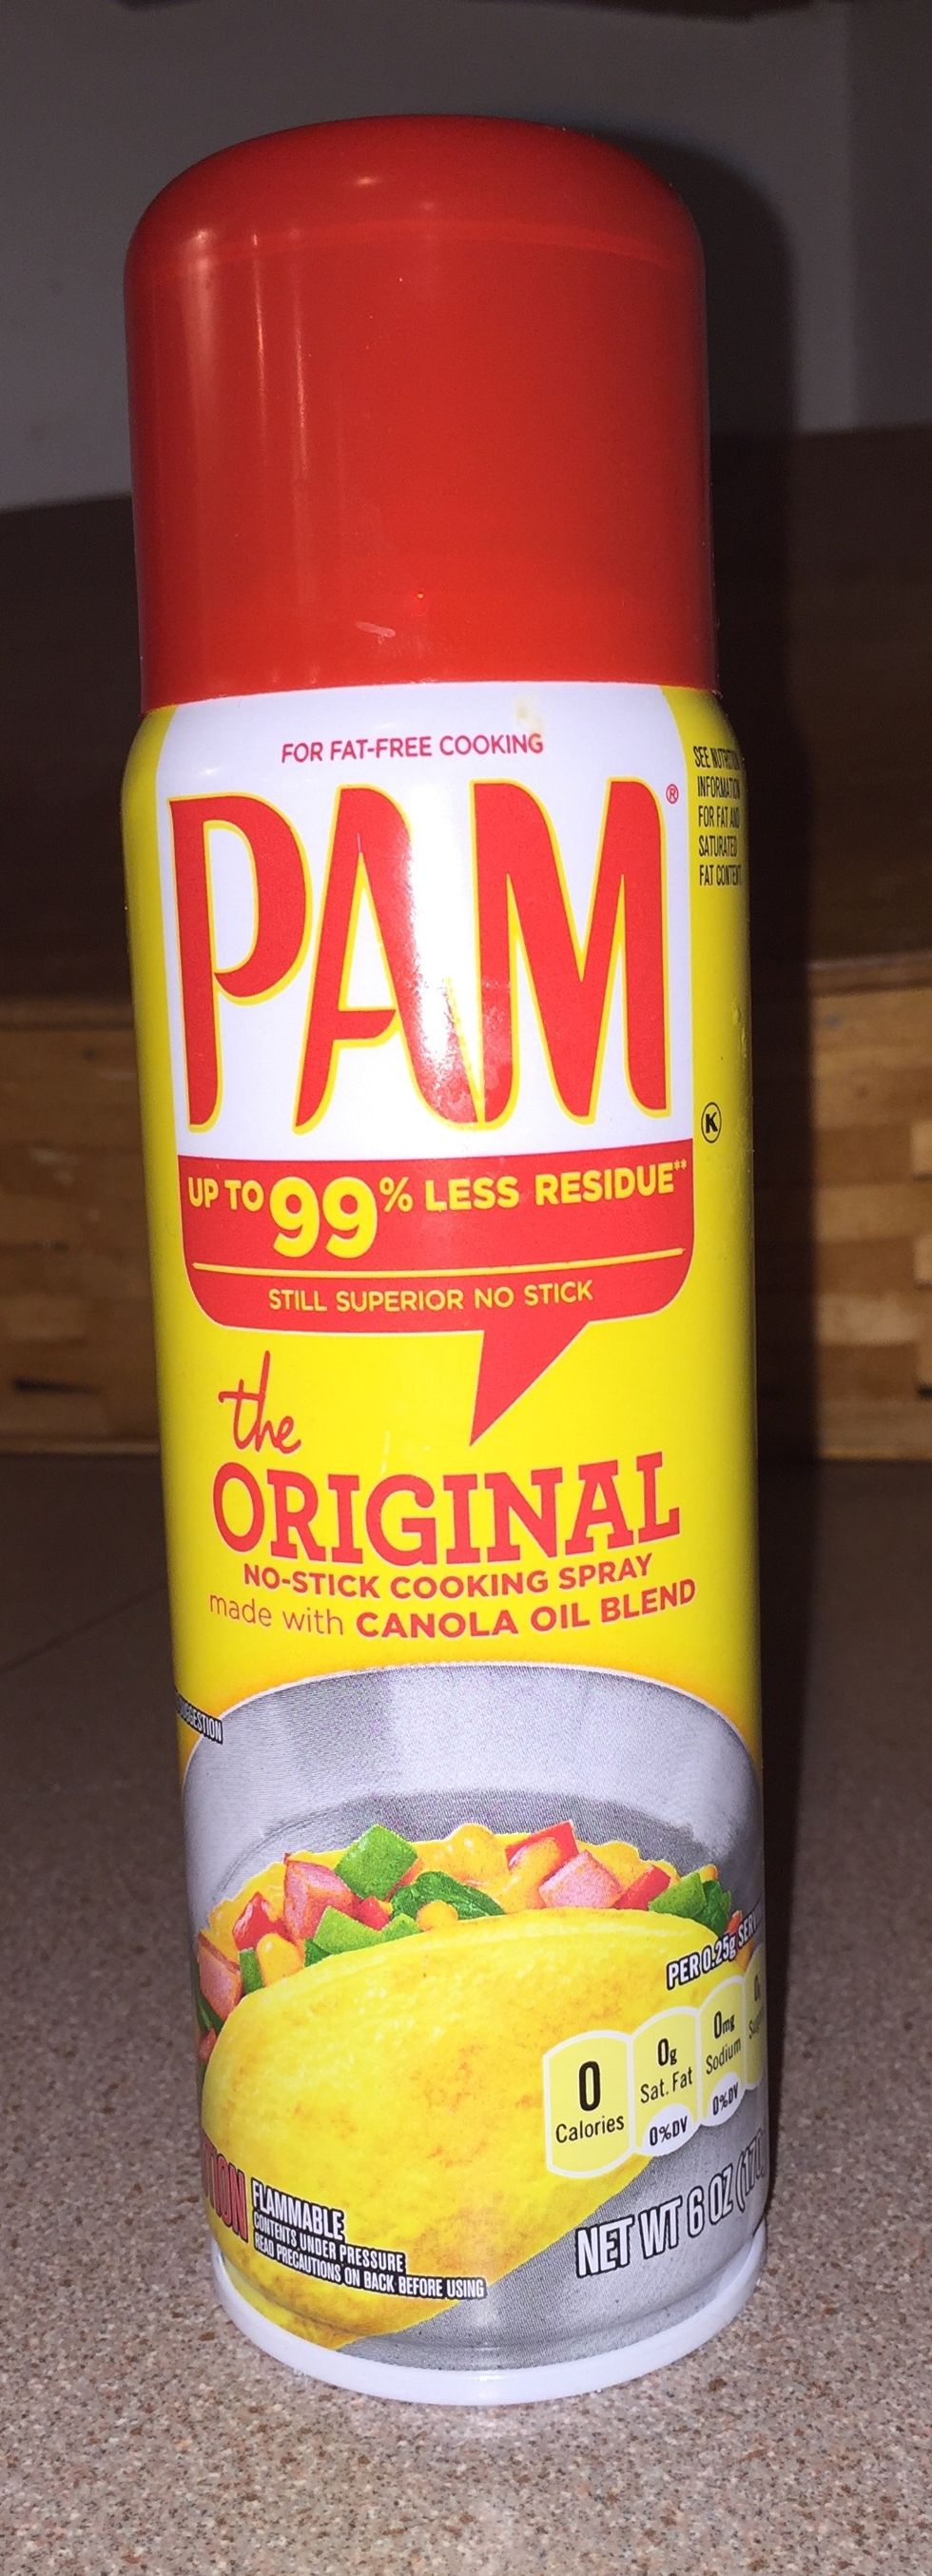 FOR FAT-FREE COOKING
PAM®
SEE NUTRITION
INFORMATION
FOR FAT AND
SATURATED
FAT CONTENT
K
UP TO 99% LESS RESIDUE**
STILL SUPERIOR NO STICK
the
ORIGINAL
NO-STICK COOKING SPRAY
made with CANOLA OIL BLEND
PER 0.25g
0
Calories
0g
Sat. Fat
0%DV
0mg
Sodium
0%DV
FLAMMABLE
CONTENTS UNDER PRESSURE
READ PRECAUTIONS ON BACK BEFORE USING
NET WT 6 OZ